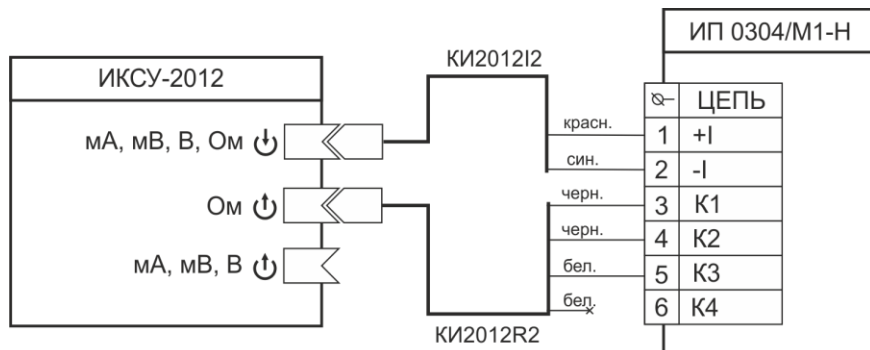 ИП 0304/М1-Н
КИ2012I2
ИКСУ-2012
ЦЕПЬ
мА, мВ, В, Ом
красн.
1 +I
син.
2 -I
Ом
черн.
3 К1
черн.
4 К2
мА, мВ, В
бел.
5 К3
бел.
6 К4
КИ2012R2